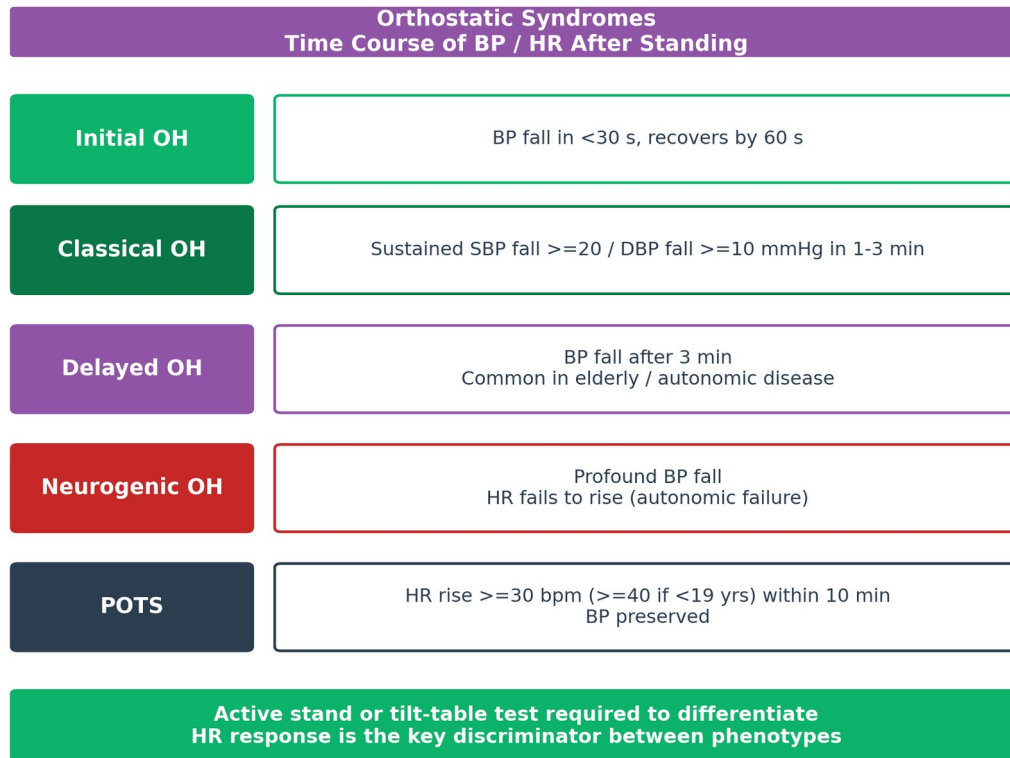 Orthostatic Syndromes
Time Course of BP / HR After Standing
Initial OH
BP fall in <30 s, recovers by 60 s
Classical OH
Sustained SBP fall >=20 / DBP fall >=10 mmHg in 1-3 min
Delayed OH
BP fall after 3 min
Common in elderly / autonomic disease
Neurogenic OH
Profound BP fall
HR fails to rise (autonomic failure)
POTS
HR rise >=30 bpm (>=40 if <19 yrs) within 10 min
BP preserved
Active stand or tilt-table test required to differentiate
HR response is the key discriminator between phenotypes